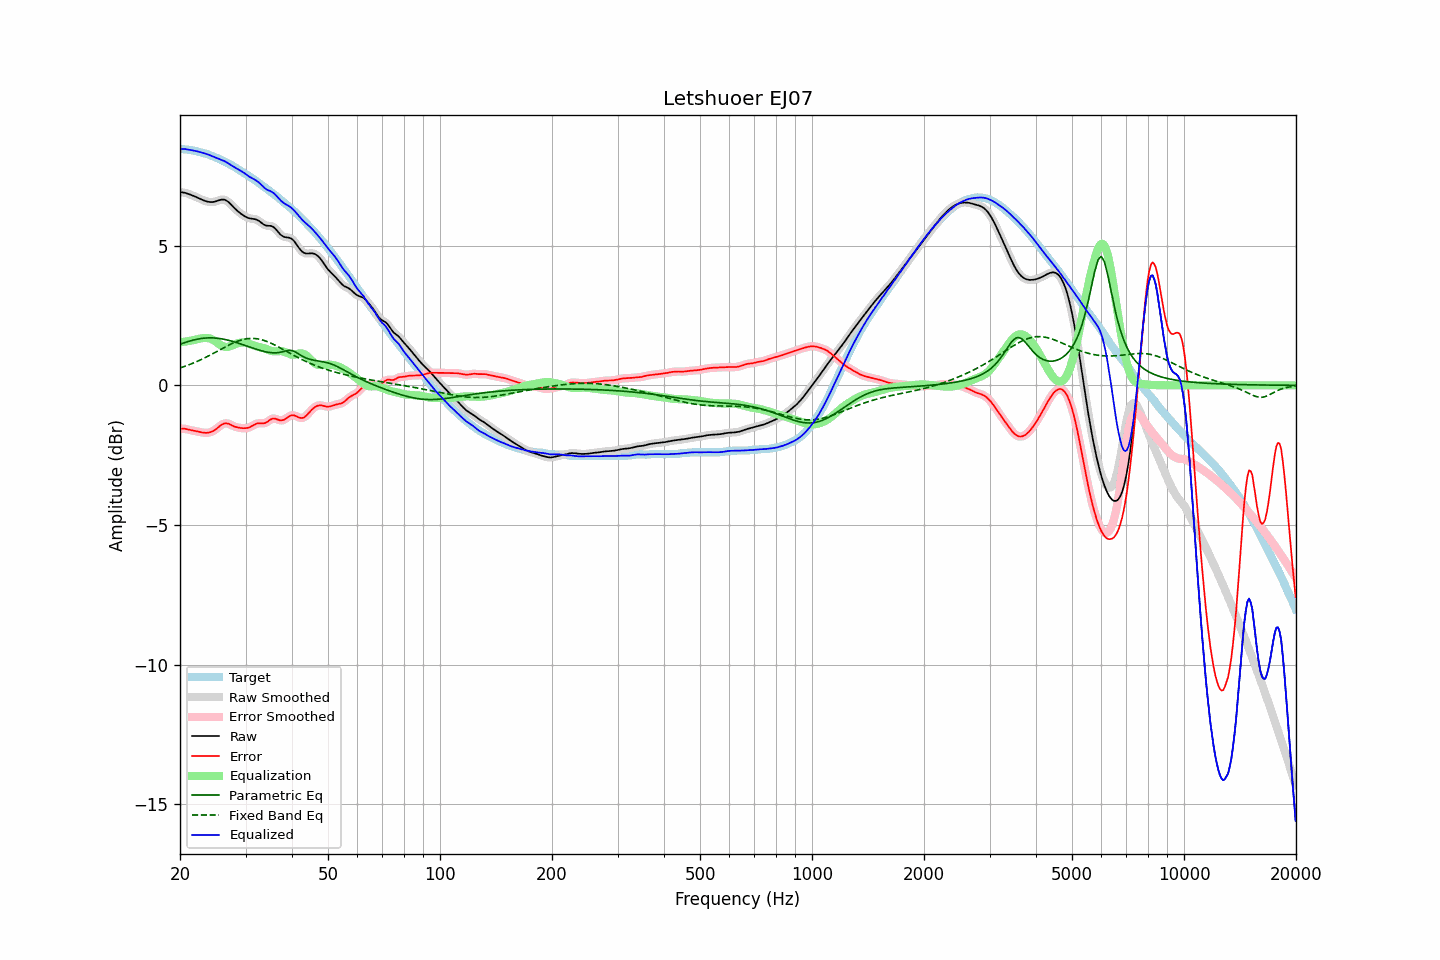 Letshuoer EJ07
Amplitude (dBr)
5
0
−5
−10
−15
Target
Raw Smoothed
Error Smoothed
Raw
Error
Equalization
Parametric Eq
Fixed Band Eq
Equalized
20 50 100 200 500 1000 2000 5000 10000 20000
Frequency (Hz)